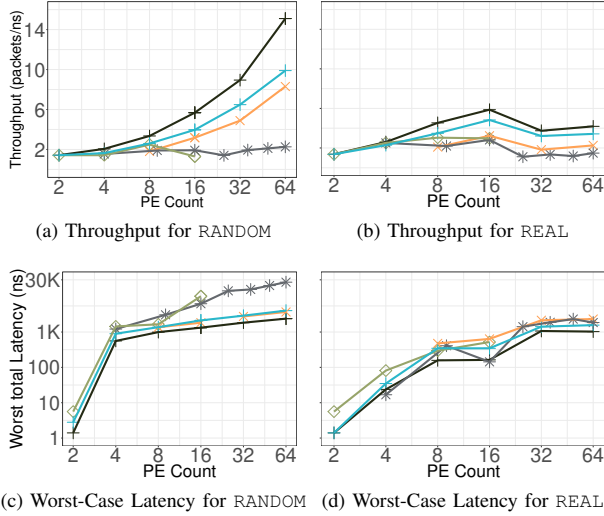 Throughput (packets/ns)
14
10
6
2
2 4 8 16 32 64
PE Count
2 4 8 16 32 64
PE Count
(a) Throughput for RANDOM
(b) Throughput for REAL
Worst total Latency (ns)
30K
1K
100
10
1
2 4 8 16 32 64
PE Count
2 4 8 16 32 64
PE Count
(c) Worst-Case Latency for RANDOM
(d) Worst-Case Latency for REAL